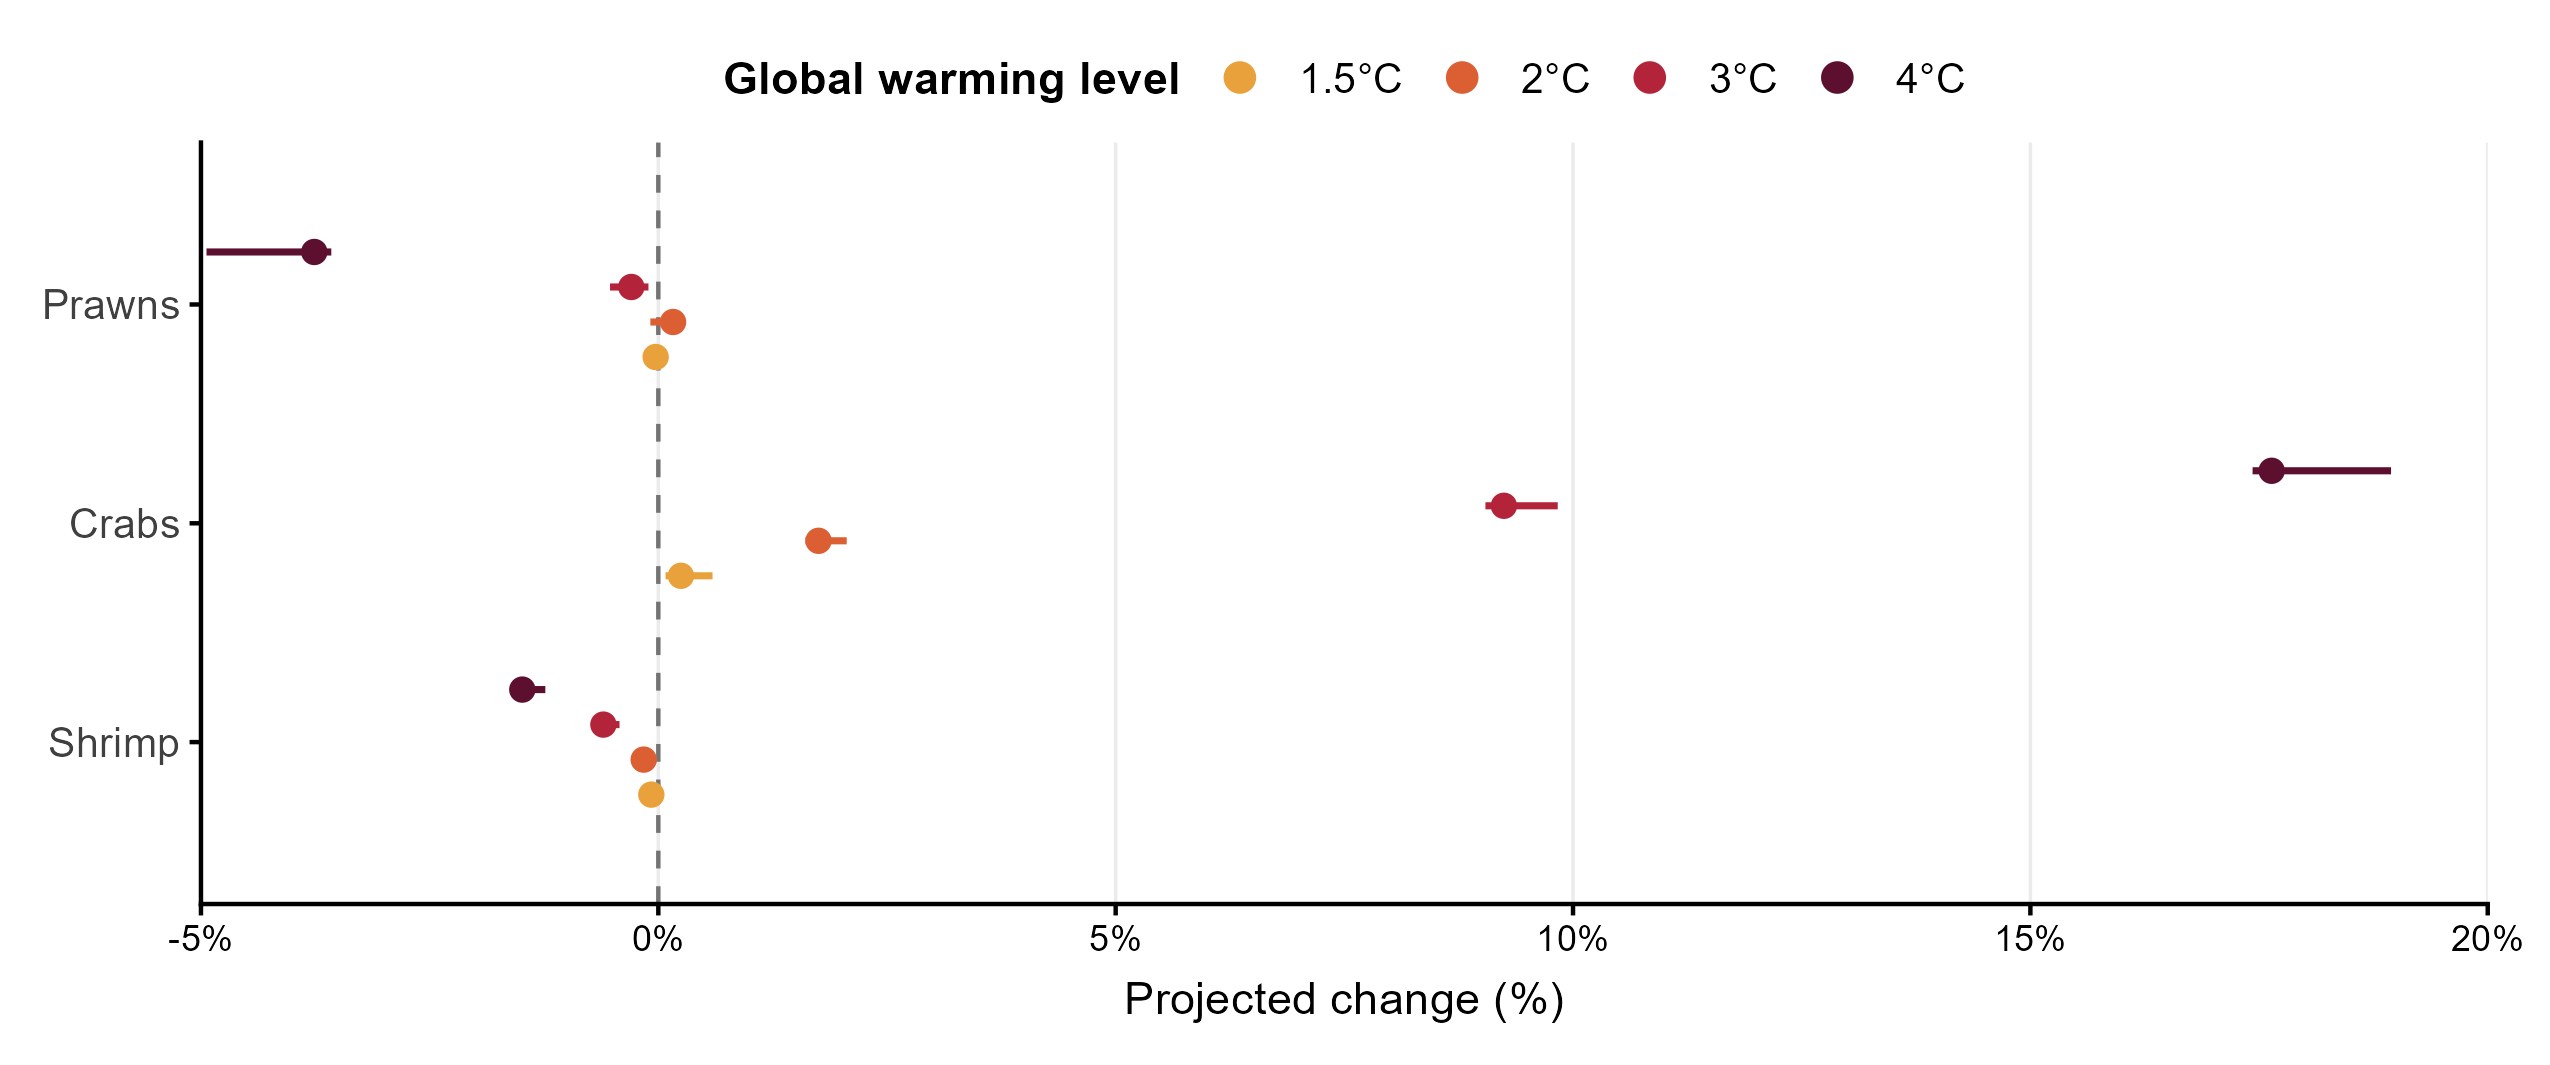 Global warming level 1.5°C 2°C 3°C 4°C
Prawns
Crabs
Shrimp
-5% 0% 5% 10% 15% 20%
Projected change (%)